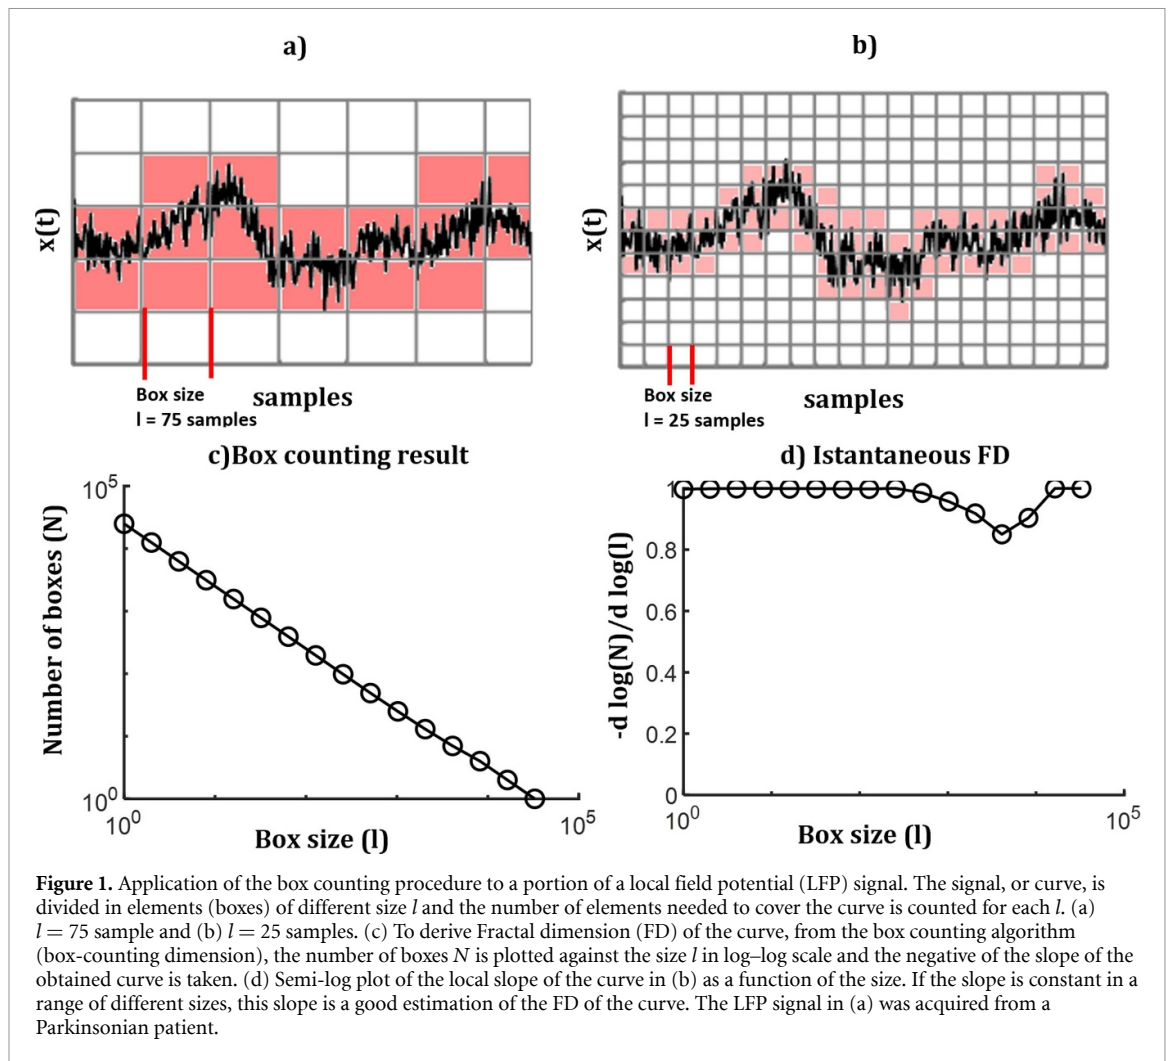 a)
b)
x(t)
x(t)
Box size
l = 75 samples
samples
Box size
l = 25 samples
samples
c)Box counting result
d) Istantaneous FD
10^5
10^0
Number of boxes (N)
10^0
10^5
Box size (l)
1
0.8
0.6
0.4
0.2
0
-d log(N)/d log(l)
10^0
10^5
Box size (l)
Figure 1. Application of the box counting procedure to a portion of a local field potential (LFP) signal. The signal, or curve, is
divided in elements (boxes) of different size l and the number of elements needed to cover the curve is counted for each l. (a)
l = 75 sample and (b) l = 25 samples. (c) To derive Fractal dimension (FD) of the curve, from the box counting algorithm
(box-counting dimension), the number of boxes N is plotted against the size l in log–log scale and the negative of the slope of the
obtained curve is taken. (d) Semi-log plot of the local slope of the curve in (b) as a function of the size. If the slope is constant in a
range of different sizes, this slope is a good estimation of the FD of the curve. The LFP signal in (a) was acquired from a
Parkinsonian patient.